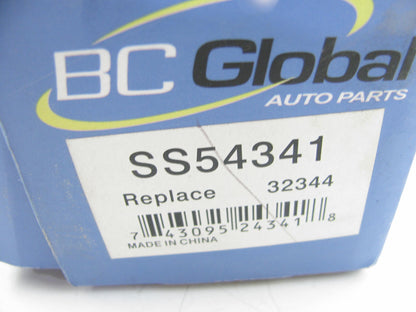 BC Global
AUTO PARTS
SS54341
Replace 32344
7 43095 24341 8
MADE IN CHINA